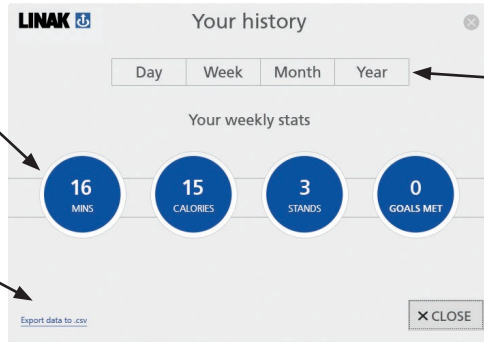 LINAK
Your history
Day Week Month Year
Your weekly stats
16 15 3 0
MINS CALORIES STANDS GOALS MET
Export data to .csv
X CLOSE